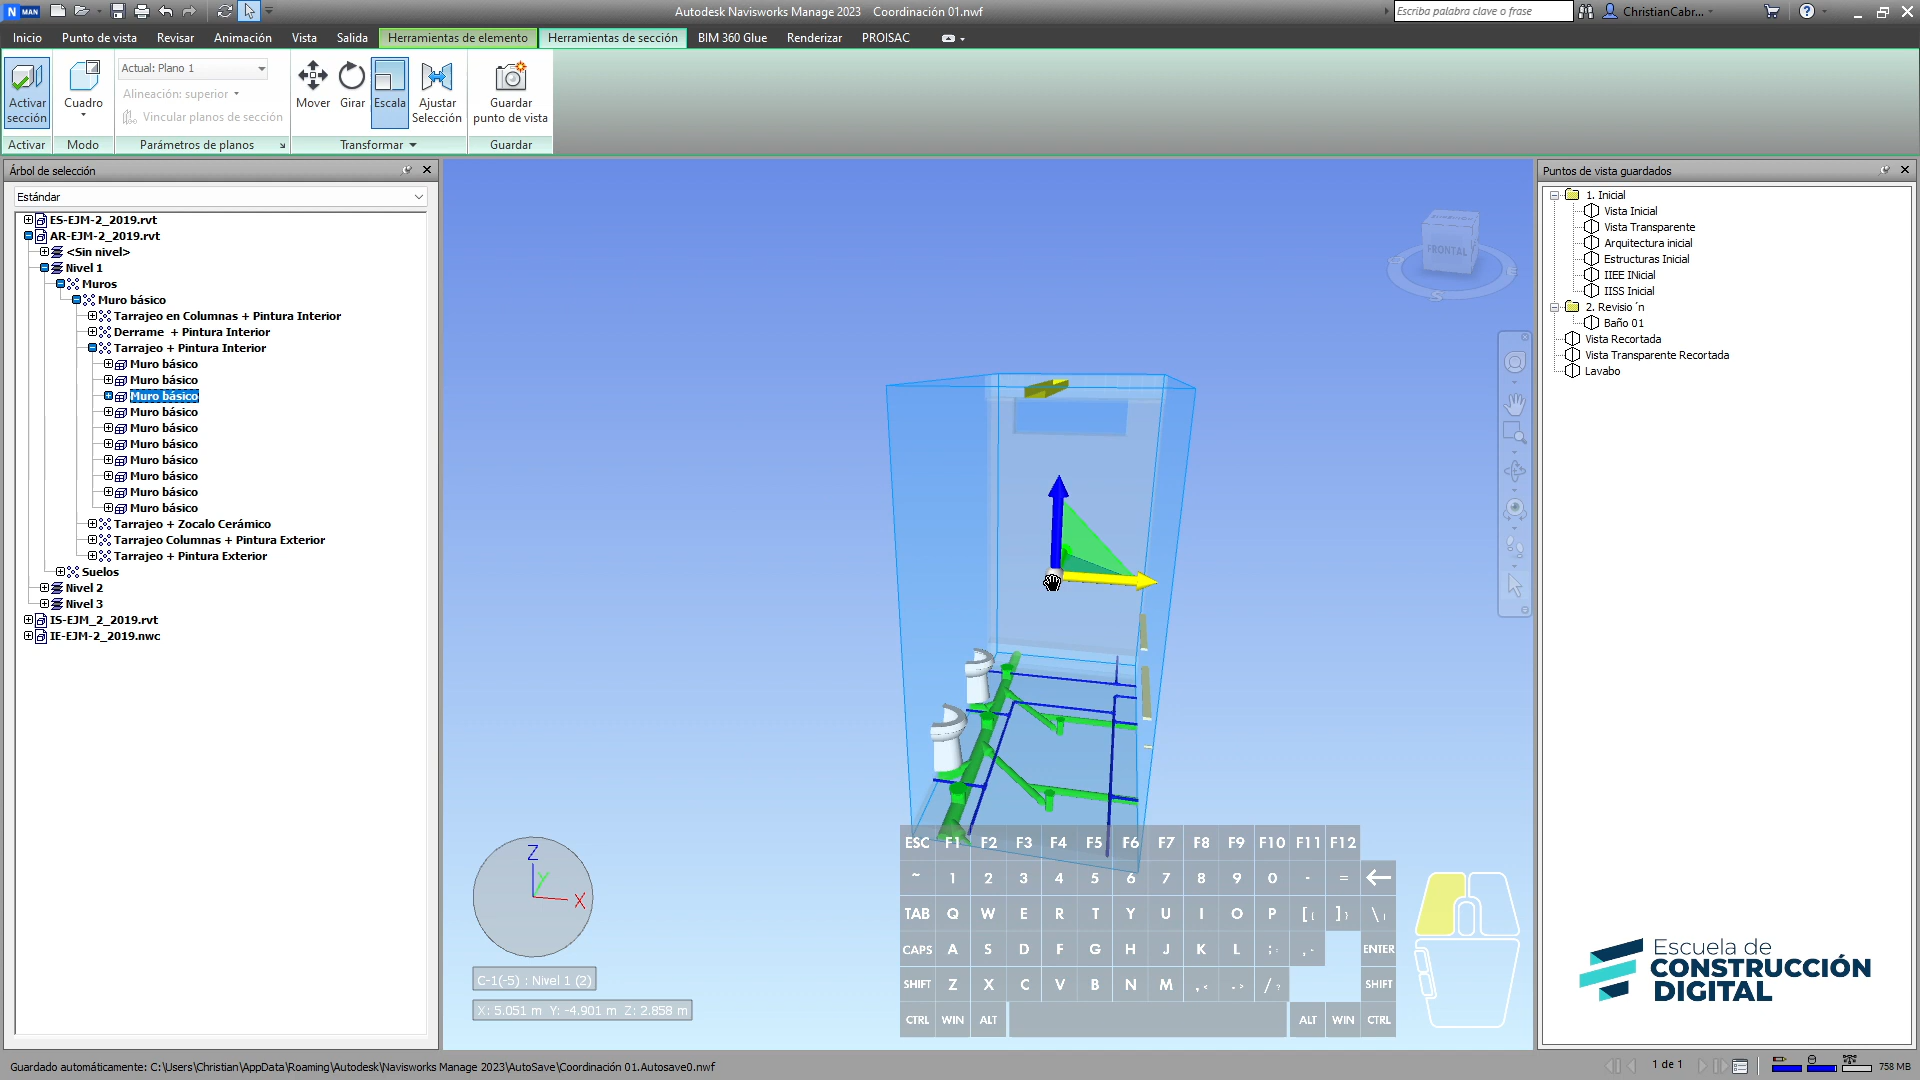 N MAN
Autodesk Navisworks Manage 2023 Coordinación 01.nwf
Escriba palabra clave o frase
ChristianCabr...
Inicio Punto de vista Revisar Animación Vista Salida Herramientas de elemento Herramientas de sección BIM 360 Glue Renderizar PROISAC
Activar sección
Cuadro
Actual: Plano 1
Alineación: superior
Vincular planos de sección
Mover Girar Escala Ajustar Selección
Guardar punto de vista
Activar Modo Parámetros de planos Transformar Guardar
Árbol de selección
Estándar
ES-EJM-2_2019.rvt
AR-EJM-2_2019.rvt
<Sin nivel>
Nivel 1
Muros
Muro básico
Tarrajeo en Columnas + Pintura Interior
Derrame + Pintura Interior
Tarrajeo + Pintura Interior
Muro básico
Muro básico
Muro básico
Muro básico
Muro básico
Muro básico
Muro básico
Muro básico
Muro básico
Muro básico
Tarrajeo + Zocalo Cerámico
Tarrajeo Columnas + Pintura Exterior
Tarrajeo + Pintura Exterior
Suelos
Nivel 2
Nivel 3
IS-EJM_2_2019.rvt
IE-EJM-2_2019.nwc
FRONTAL
S
E
Z
Y
X
C-1(-5) : Nivel 1 (2)
X: 5.051 m Y: -4.901 m Z: 2.858 m
ESC F1 F2 F3 F4 F5 F6 F7 F8 F9 F10 F11 F12
~ 1 2 3 4 5 6 7 8 9 0 - =
TAB Q W E R T Y U I O P [ ] \
CAPS A S D F G H J K L ; ENTER
SHIFT Z X C V B N M , . / ? SHIFT
CTRL WIN ALT ALT WIN CTRL
Puntos de vista guardados
1. Inicial
Vista Inicial
Vista Transparente
Arquitectura inicial
Estructuras Inicial
IIEE INicial
IISS Inicial
2. Revisio´n
Baño 01
Vista Recortada
Vista Transparente Recortada
Lavabo
Escuela de
CONSTRUCCIÓN
DIGITAL
Guardado automáticamente: C:\Users\Christian\AppData\Roaming\Autodesk\Navisworks Manage 2023\AutoSave\Coordinación 01.Autosave0.nwf
1 de 1
758 MB